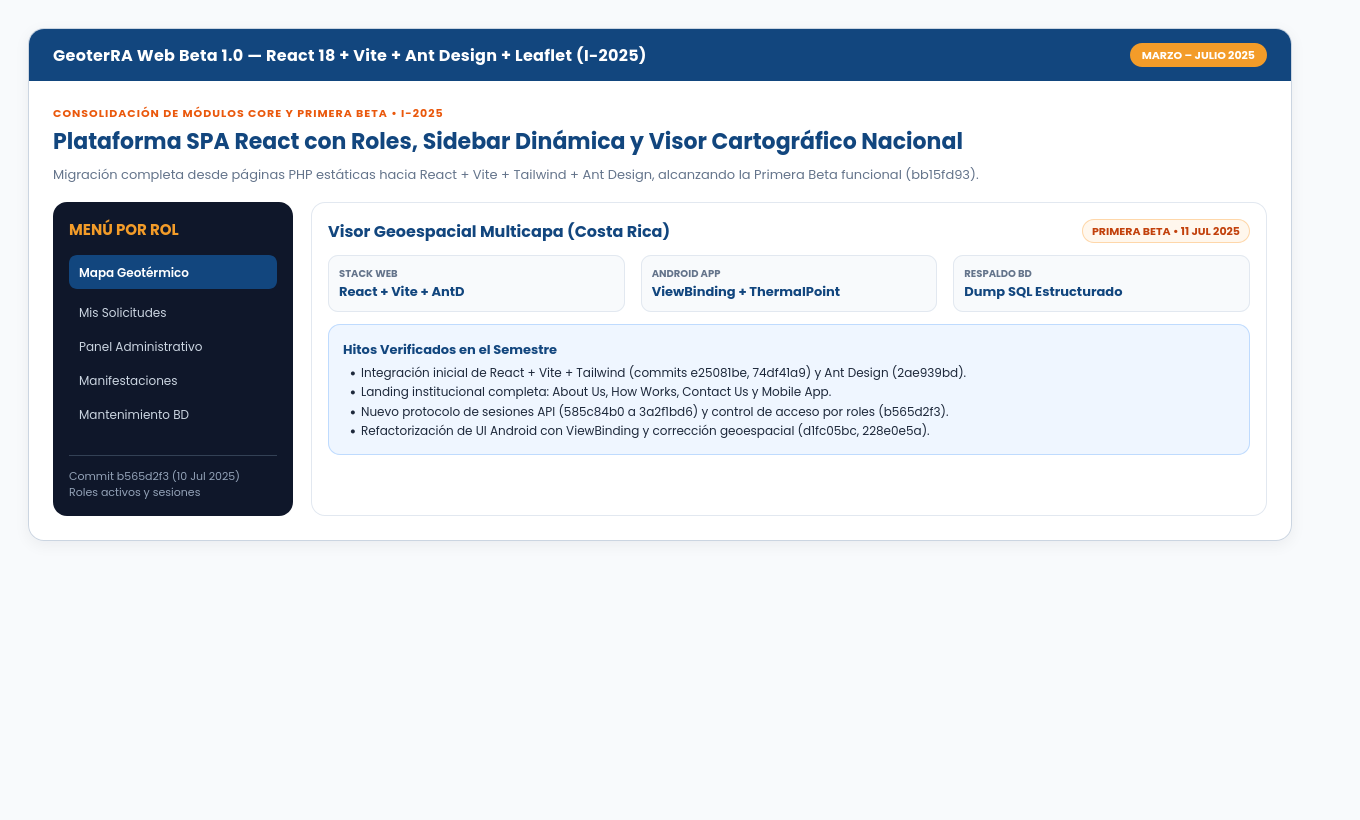 GeoterRA Web Beta 1.0 — React 18 + Vite + Ant Design + Leaflet (I-2025)
MARZO – JULIO 2025
CONSOLIDACIÓN DE MÓDULOS CORE Y PRIMERA BETA • I-2025
Plataforma SPA React con Roles, Sidebar Dinámica y Visor Cartográfico Nacional
Migración completa desde páginas PHP estáticas hacia React + Vite + Tailwind + Ant Design, alcanzando la Primera Beta funcional (bb15fd93).
MENÚ POR ROL
Mapa Geotérmico
Mis Solicitudes
Panel Administrativo
Manifestaciones
Mantenimiento BD
Commit b565d2f3 (10 Jul 2025)
Roles activos y sesiones
Visor Geoespacial Multicapa (Costa Rica)
PRIMERA BETA • 11 JUL 2025
STACK WEB
React + Vite + AntD
ANDROID APP
ViewBinding + ThermalPoint
RESPALDO BD
Dump SQL Estructurado
Hitos Verificados en el Semestre
• Integración inicial de React + Vite + Tailwind (commits e25081be, 74df41a9) y Ant Design (2ae939bd).
• Landing institucional completa: About Us, How Works, Contact Us y Mobile App.
• Nuevo protocolo de sesiones API (585c84b0 a 3a2f1bd6) y control de acceso por roles (b565d2f3).
• Refactorización de UI Android con ViewBinding y corrección geoespacial (d1fc05bc, 228e0e5a).